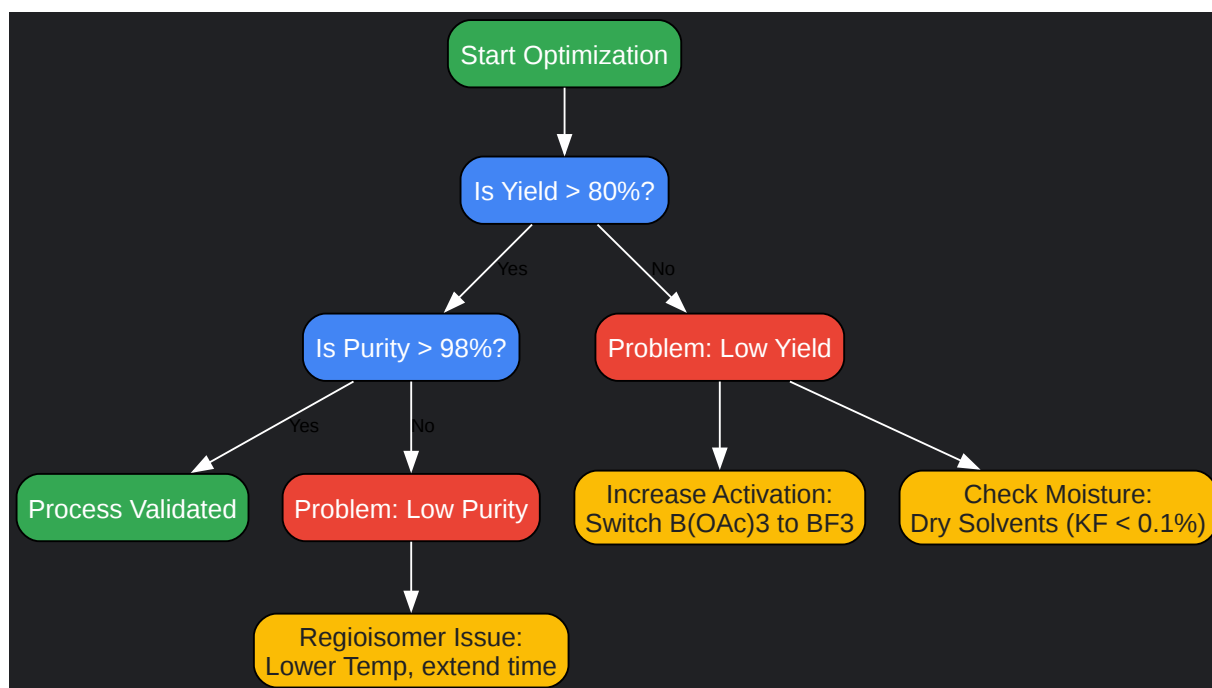 Start Optimization
Is Yield > 80%?
Yes
No
Is Purity > 98%?
Problem: Low Yield
Yes
No
Process Validated
Problem: Low Purity
Increase Activation:
Switch B(OAc)3 to BF3
Check Moisture:
Dry Solvents (KF < 0.1%)
Regioisomer Issue:
Lower Temp, extend time